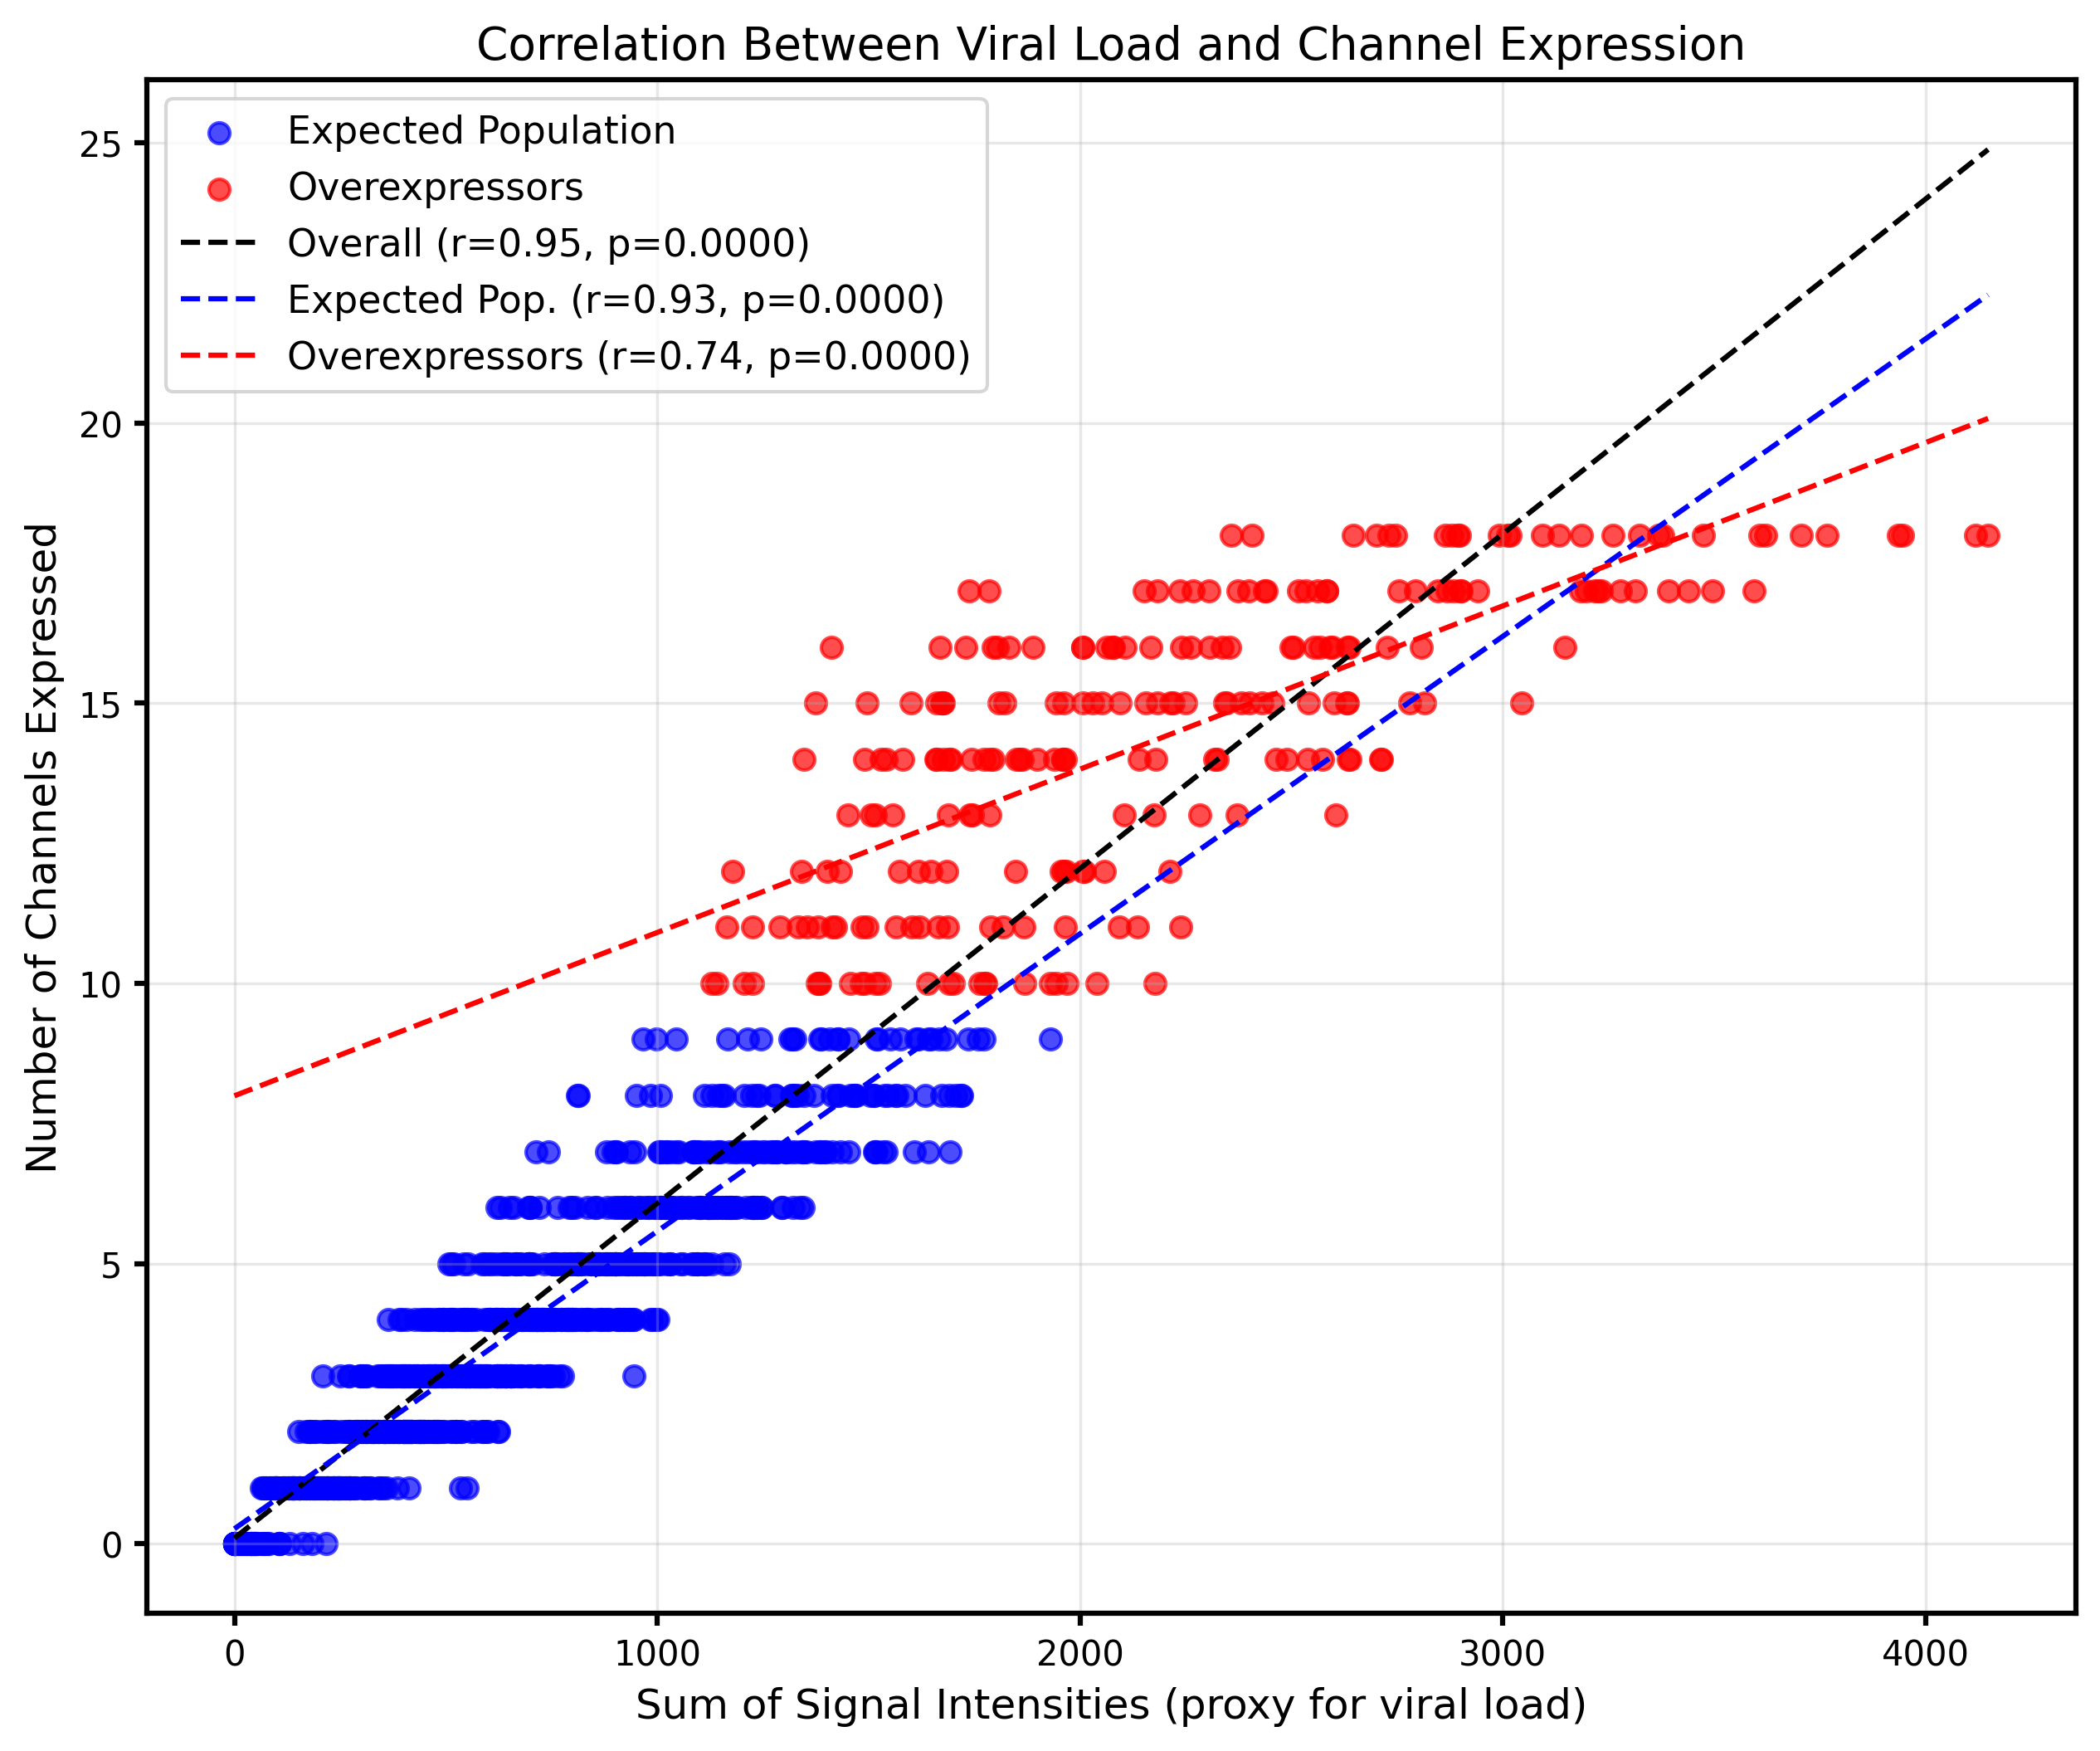 Correlation Between Viral Load and Channel Expression
Expected Population
Overexpressors
Overall (r=0.95, p=0.0000)
Expected Pop. (r=0.93, p=0.0000)
Overexpressors (r=0.74, p=0.0000)
25
20
15
10
5
0
Number of Channels Expressed
0 1000 2000 3000 4000
Sum of Signal Intensities (proxy for viral load)